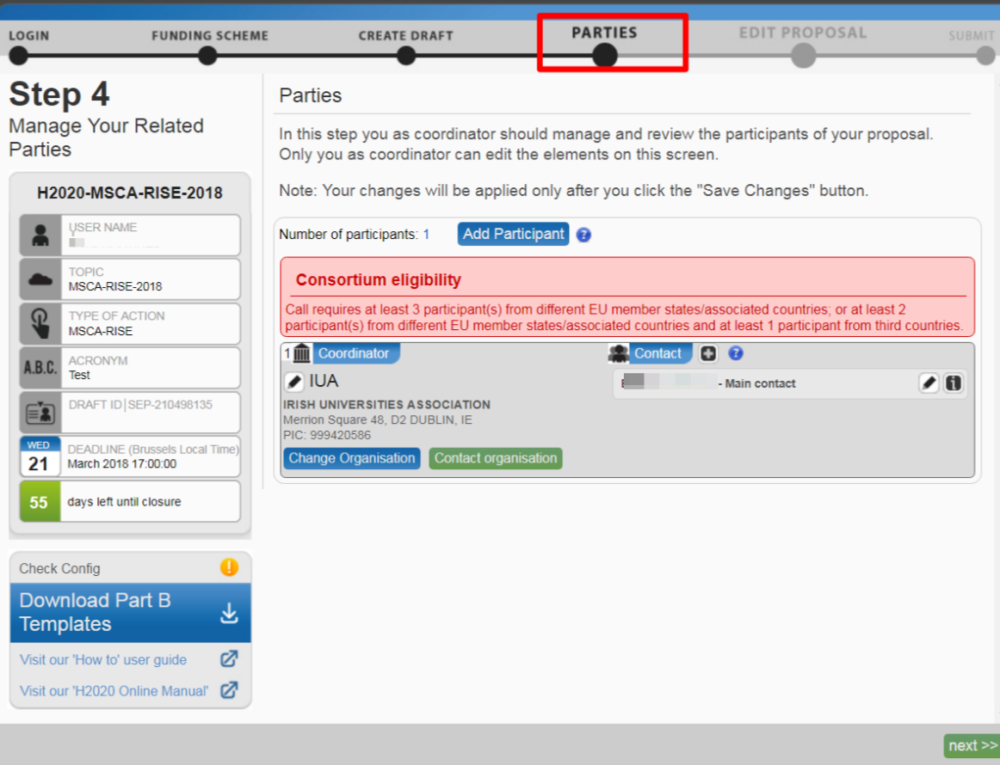 LOGIN
FUNDING SCHEME
CREATE DRAFT
PARTIES
EDIT PROPOSAL
SUBMIT
Step 4
Manage Your Related
Parties
H2020-MSCA-RISE-2018
USER NAME
TOPIC
MSCA-RISE-2018
TYPE OF ACTION
MSCA-RISE
A.B.C.
ACRONYM
Test
DRAFT ID|SEP-210498135
WED
21
DEADLINE (Brussels Local Time)
March 2018 17:00:00
55
days left until closure
Check Config
Download Part B
Templates
Visit our 'How to' user guide
Visit our 'H2020 Online Manual'
Parties
In this step you as coordinator should manage and review the participants of your proposal.
Only you as coordinator can edit the elements on this screen.
Note: Your changes will be applied only after you click the "Save Changes" button.
Number of participants: 1
Add Participant
?
Consortium eligibility
Call requires at least 3 participant(s) from different EU member states/associated countries; or at least 2
participant(s) from different EU member states/associated countries and at least 1 participant from third countries.
1
Coordinator
Contact
?
IUA
- Main contact
IRISH UNIVERSITIES ASSOCIATION
Merrion Square 48, D2 DUBLIN, IE
PIC: 999420586
Change Organisation
Contact organisation
next >>